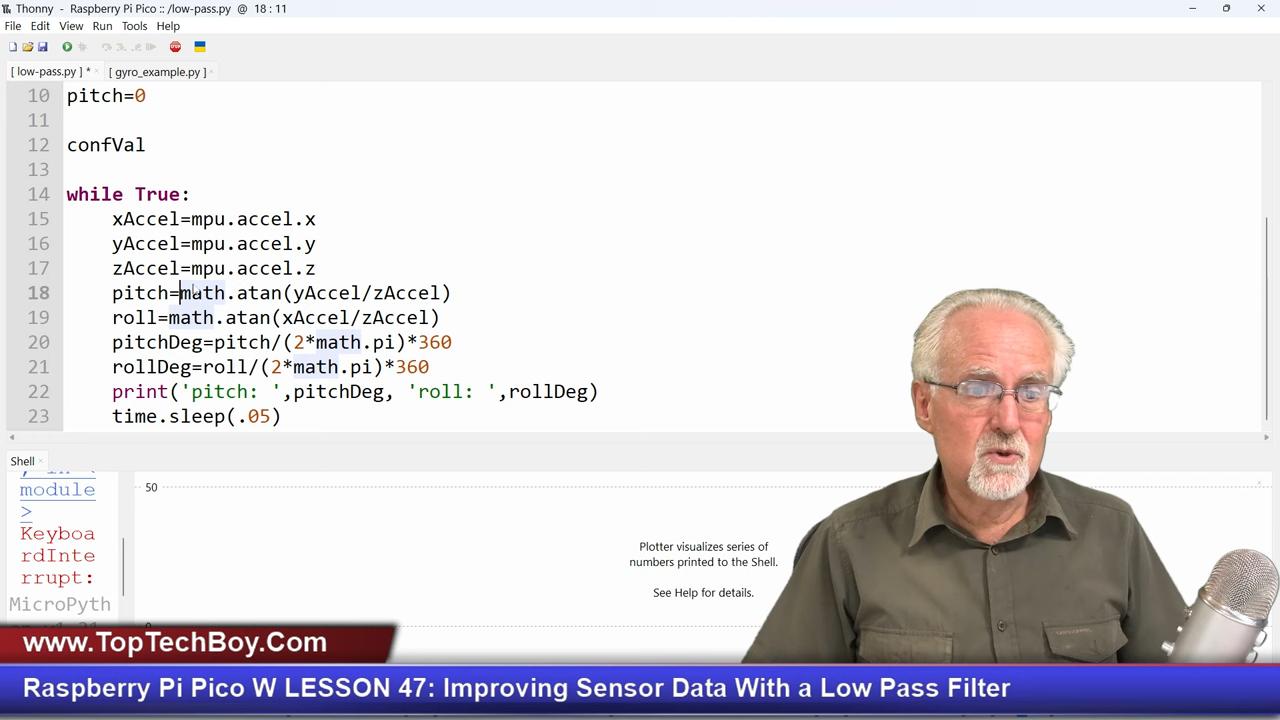 Thonny - Raspberry Pi Pico :: /low-pass.py @ 18 : 11
File Edit View Run Tools Help
[ low-pass.py ] * × [ gyro_example.py ] ×
10 pitch=0
11
12 confVal
13
14 while True:
15 xAccel=mpu.accel.x
16 yAccel=mpu.accel.y
17 zAccel=mpu.accel.z
18 pitch=math.atan(yAccel/zAccel)
19 roll=math.atan(xAccel/zAccel)
20 pitchDeg=pitch/(2*math.pi)*360
21 rollDeg=roll/(2*math.pi)*360
22 print('pitch: ',pitchDeg, 'roll: ',rollDeg)
23 time.sleep(.05)
Shell ×
module
>
Keyboa
rdInte
rrupt:
MicroPyth
50
0
Plotter visualizes series of
numbers printed to the Shell.
See Help for details.
www.TopTechBoy.Com
Raspberry Pi Pico W LESSON 47: Improving Sensor Data With a Low Pass Filter